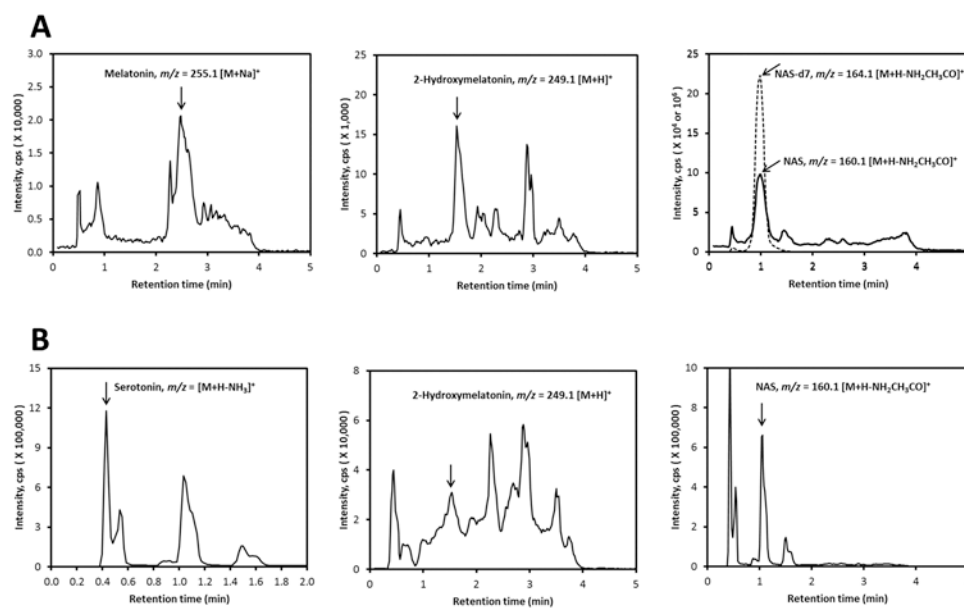 A
Melatonin, m/z = 255.1 [M+Na]⁺
Intensity, cps ( X 10,000)
3.0
2.5
2.0
1.5
1.0
0.5
0.0
0 1 2 3 4 5
Retention time (min)
2-Hydroxymelatonin, m/z = 249.1 [M+H]⁺
Intensity, cps ( X 1,000)
25
20
15
10
5
0
0 1 2 3 4 5
Retention time (min)
NAS-d7, m/z = 164.1 [M+H-NH₂CH₃CO]⁺
NAS, m/z = 160.1 [M+H-NH₂CH₃CO]⁺
Intensity, cps ( X 10⁴ or 10⁶)
25
20
15
10
5
0
0 1 2 3 4
Retention time (min)
B
Serotonin, m/z = [M+H-NH₃]⁺
Intensity, cps ( X 100,000)
15
12
9
6
3
0
0.0 0.2 0.4 0.6 0.8 1.0 1.2 1.4 1.6 1.8 2.0
Retention time (min)
2-Hydroxymelatonin, m/z = 249.1 [M+H]⁺
Intensity, cps ( X 10,000)
8
6
4
2
0
0 1 2 3 4 5
Retention time (min)
NAS, m/z = 160.1 [M+H-NH₂CH₃CO]⁺
Intensity, cps ( X 100,000)
10
8
6
4
2
0
0 1 2 3 4
Retention time (min)